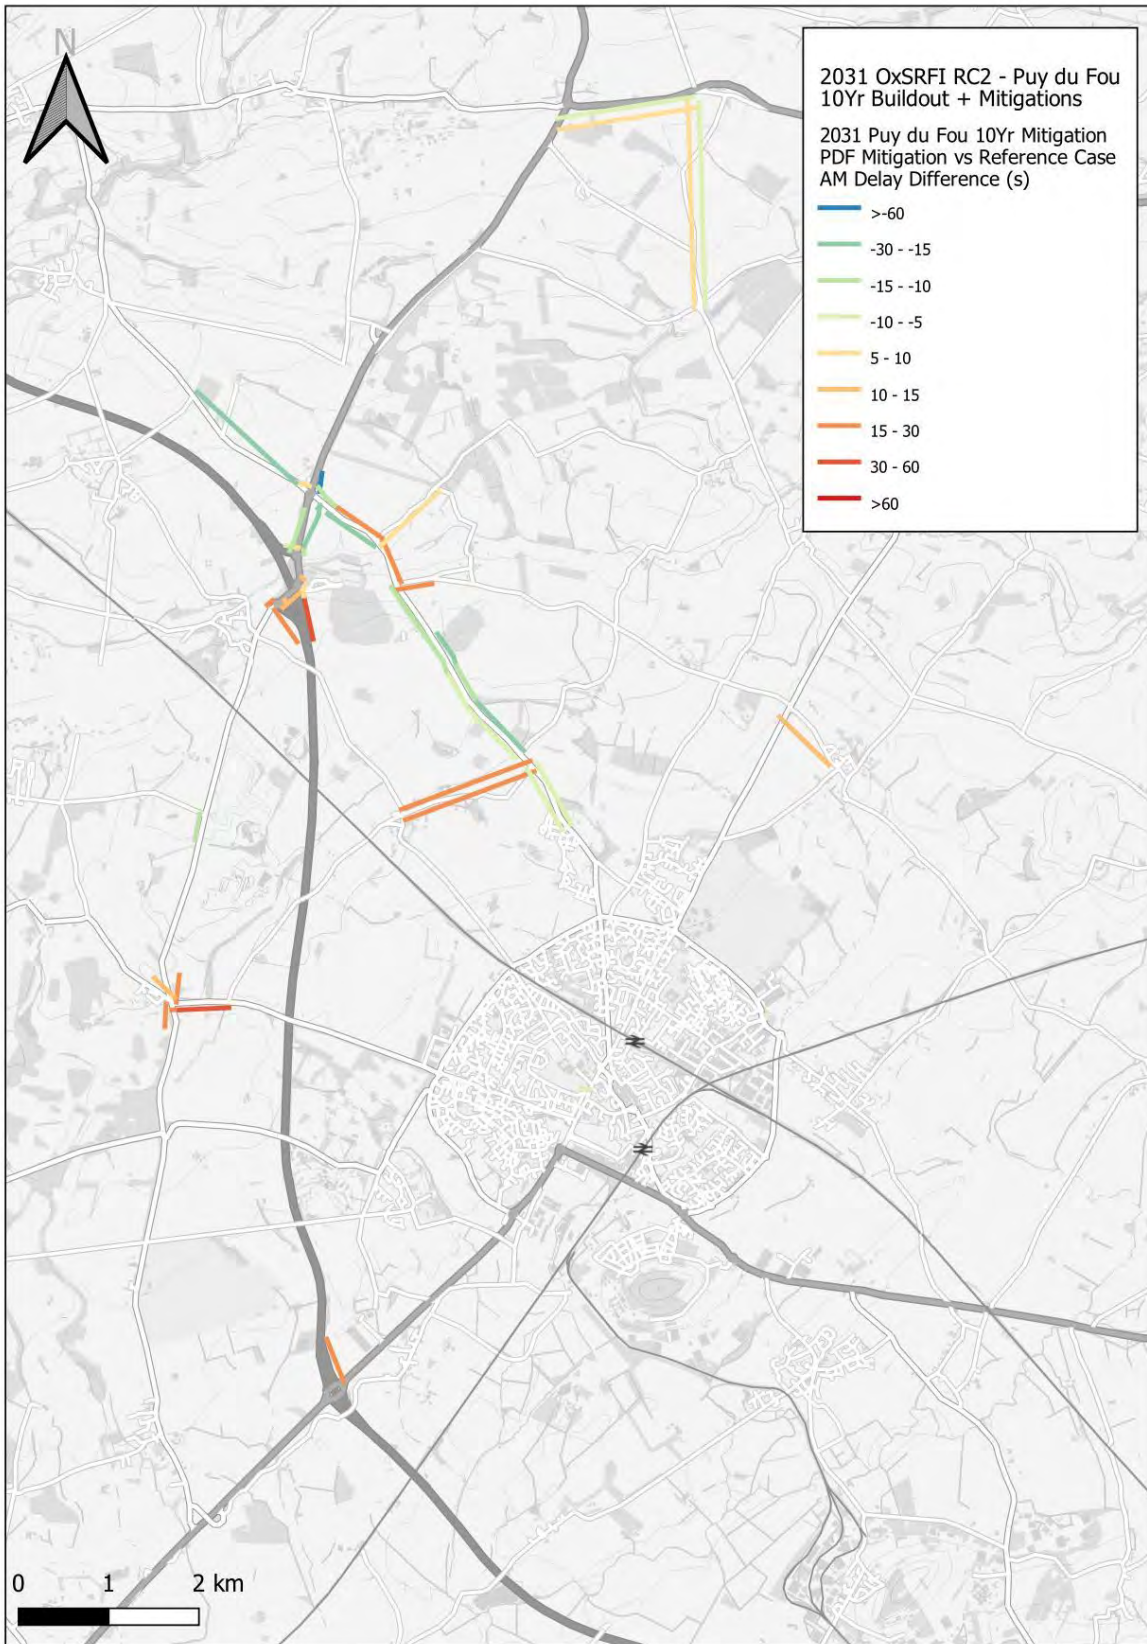 N
2031 OxSRFI RC2 - Puy du Fou
10Yr Buildout + Mitigations
2031 Puy du Fou 10Yr Mitigation
PDF Mitigation vs Reference Case
AM Delay Difference (s)
>-60
-30 - -15
-15 - -10
-10 - -5
5 - 10
10 - 15
15 - 30
30 - 60
>60
0 1 2 km